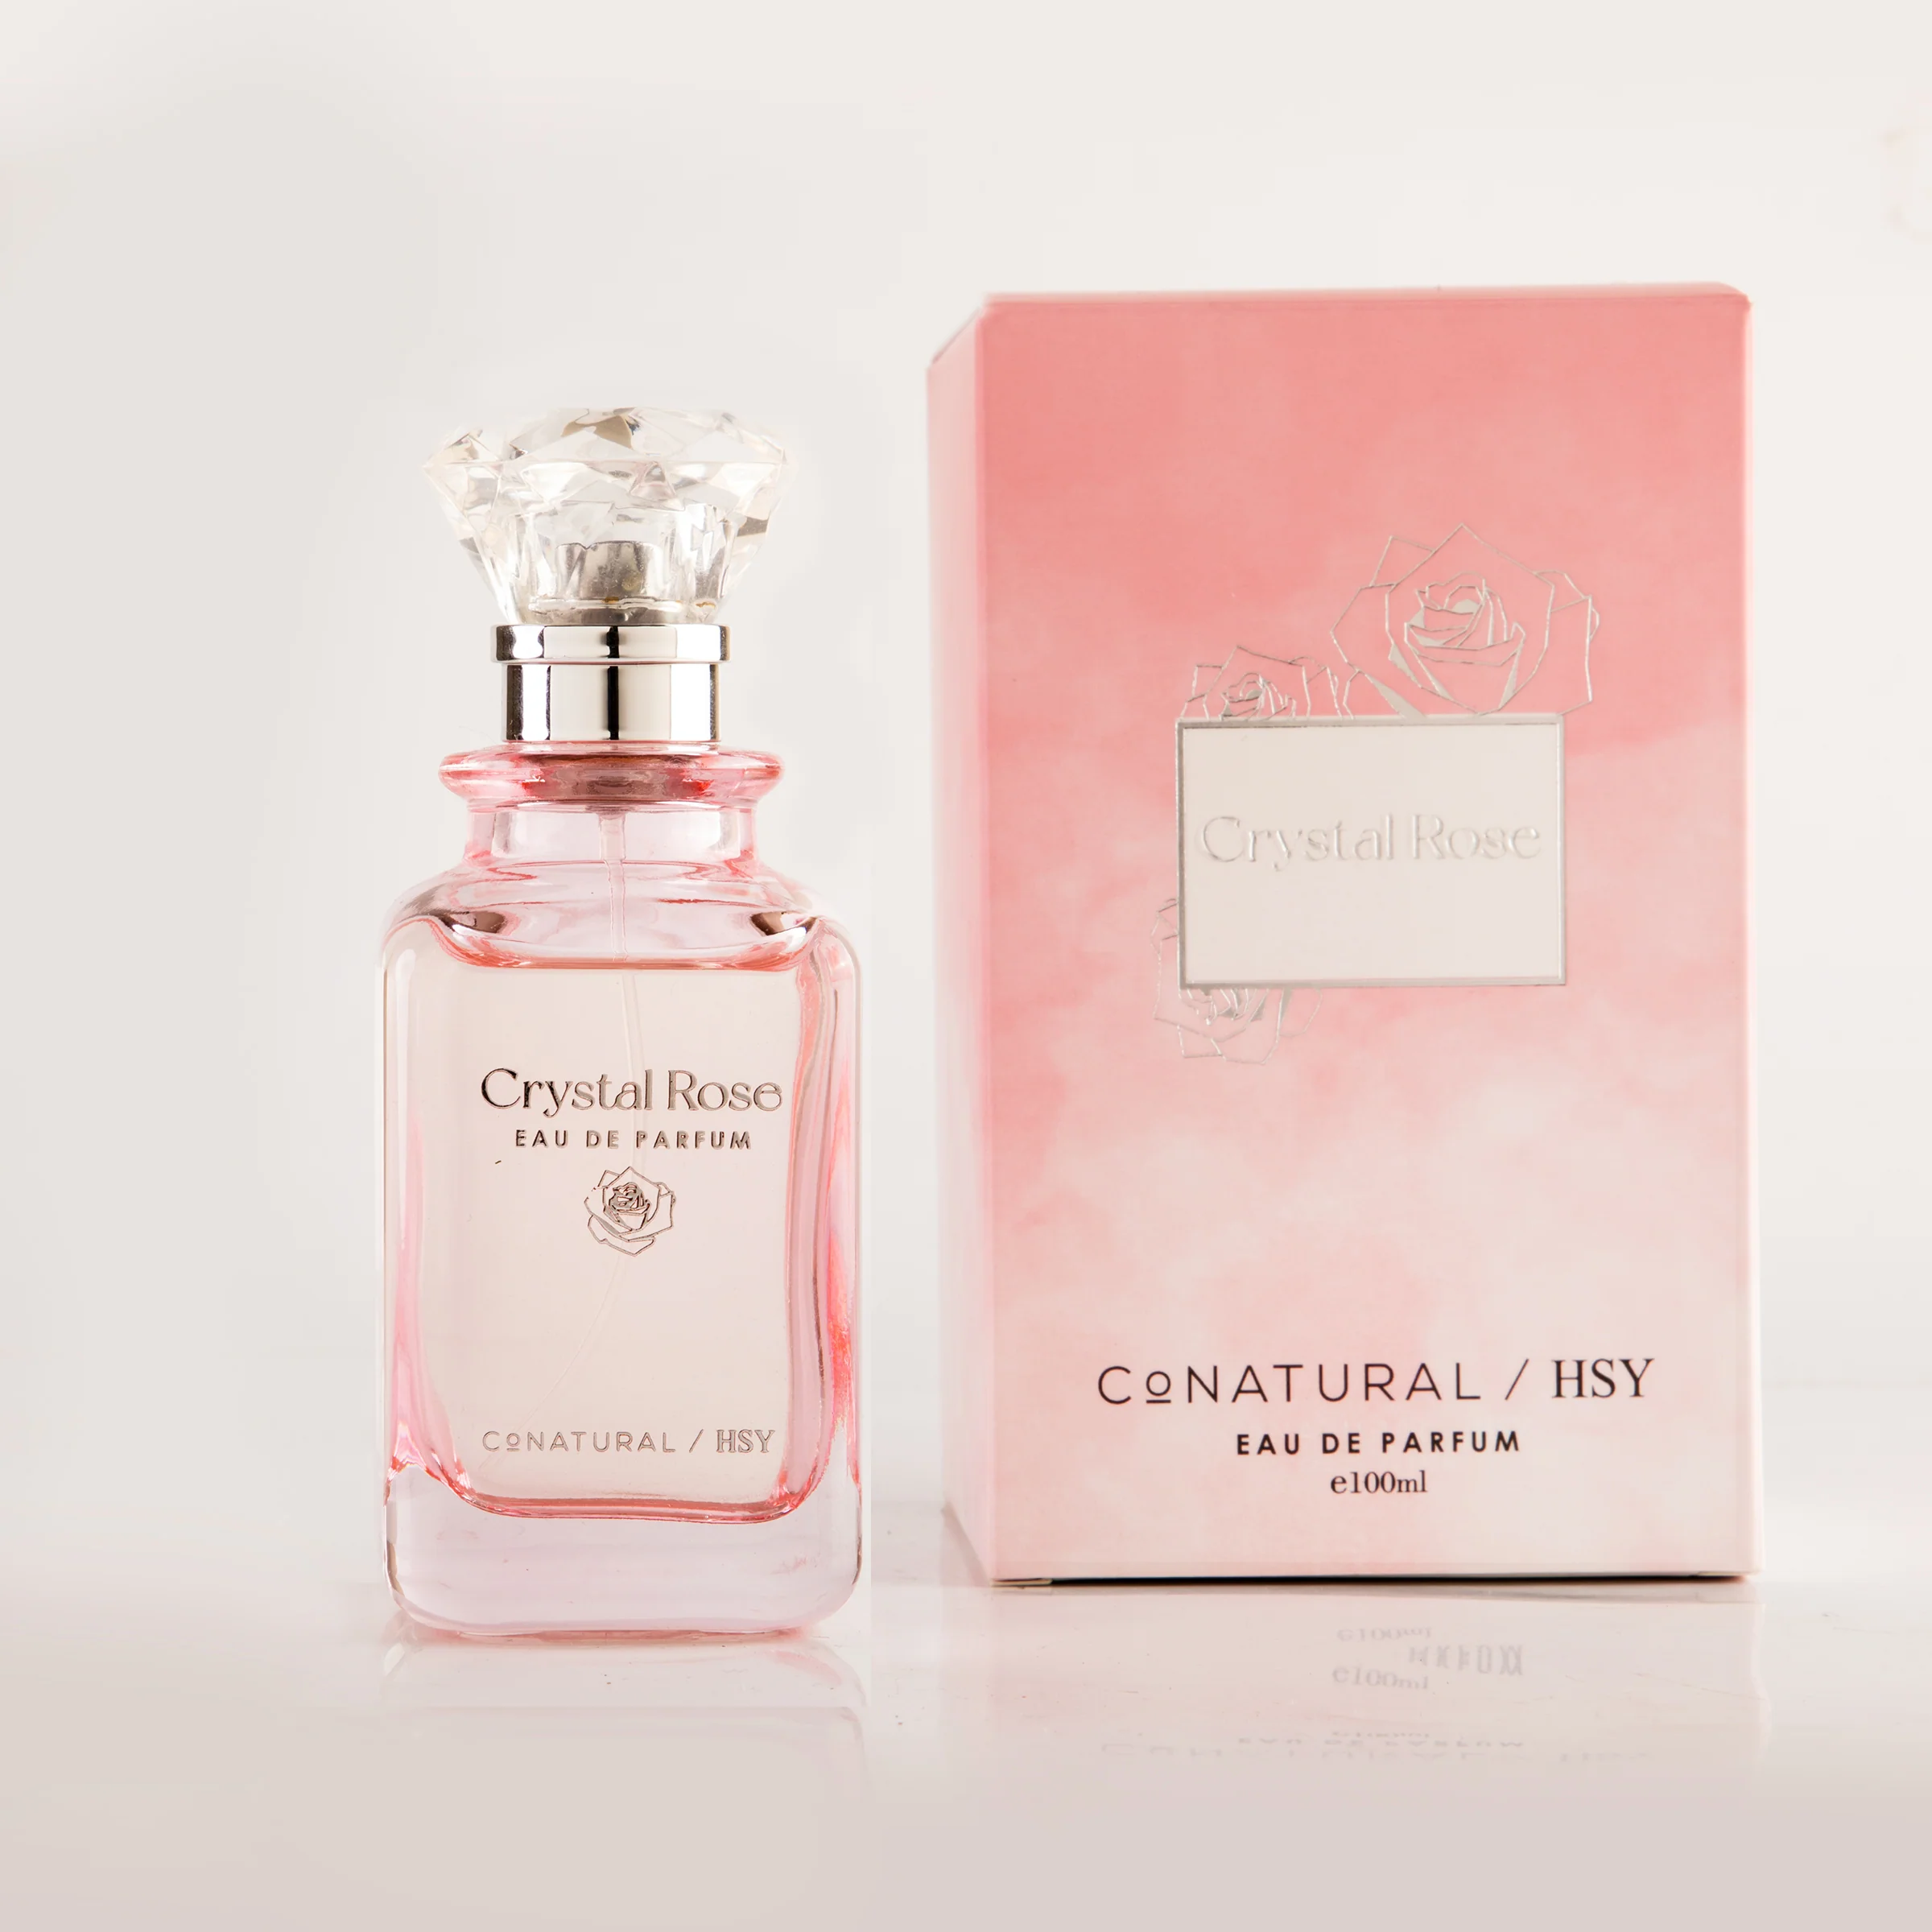 Crystal Rose
EAU DE PARFUM
CoNATURAL / HSY
Crystal Rose
CoNATURAL / HSY
EAU DE PARFUM
e100ml